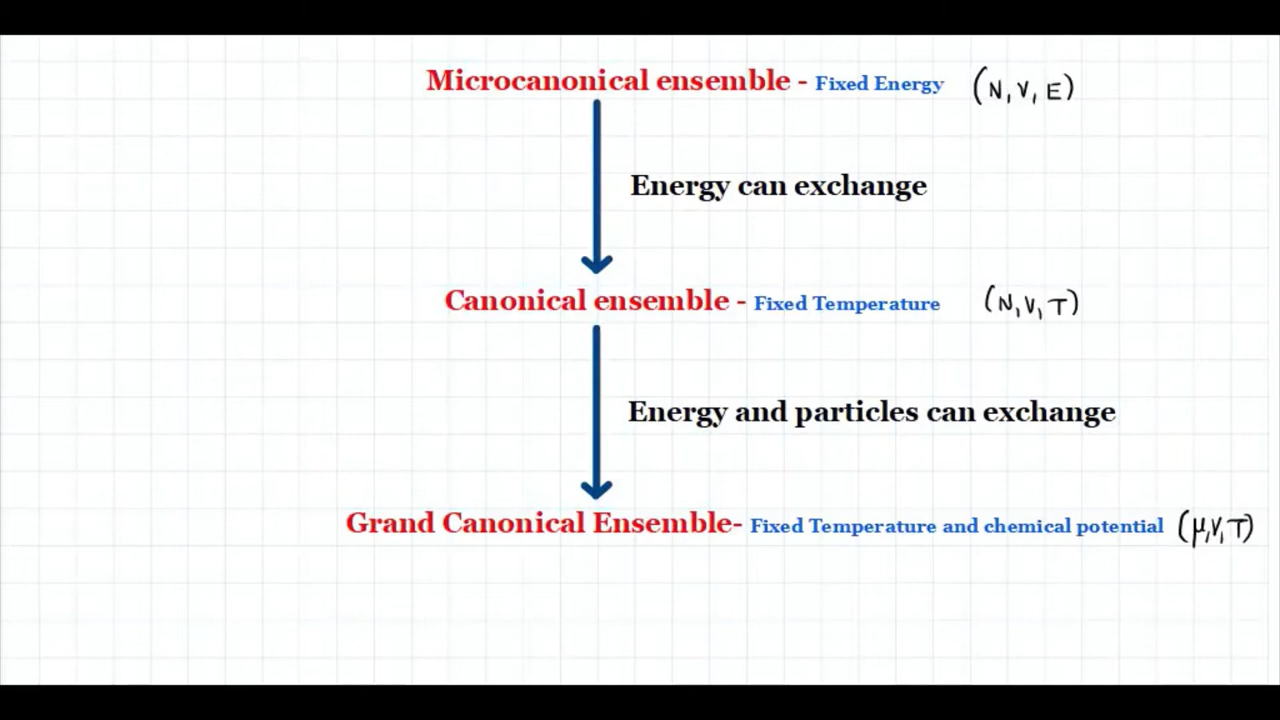 Microcanonical ensemble - Fixed Energy (N, V, E)
Energy can exchange
Canonical ensemble - Fixed Temperature (N, V, T)
Energy and particles can exchange
Grand Canonical Ensemble- Fixed Temperature and chemical potential (μ, V, T)